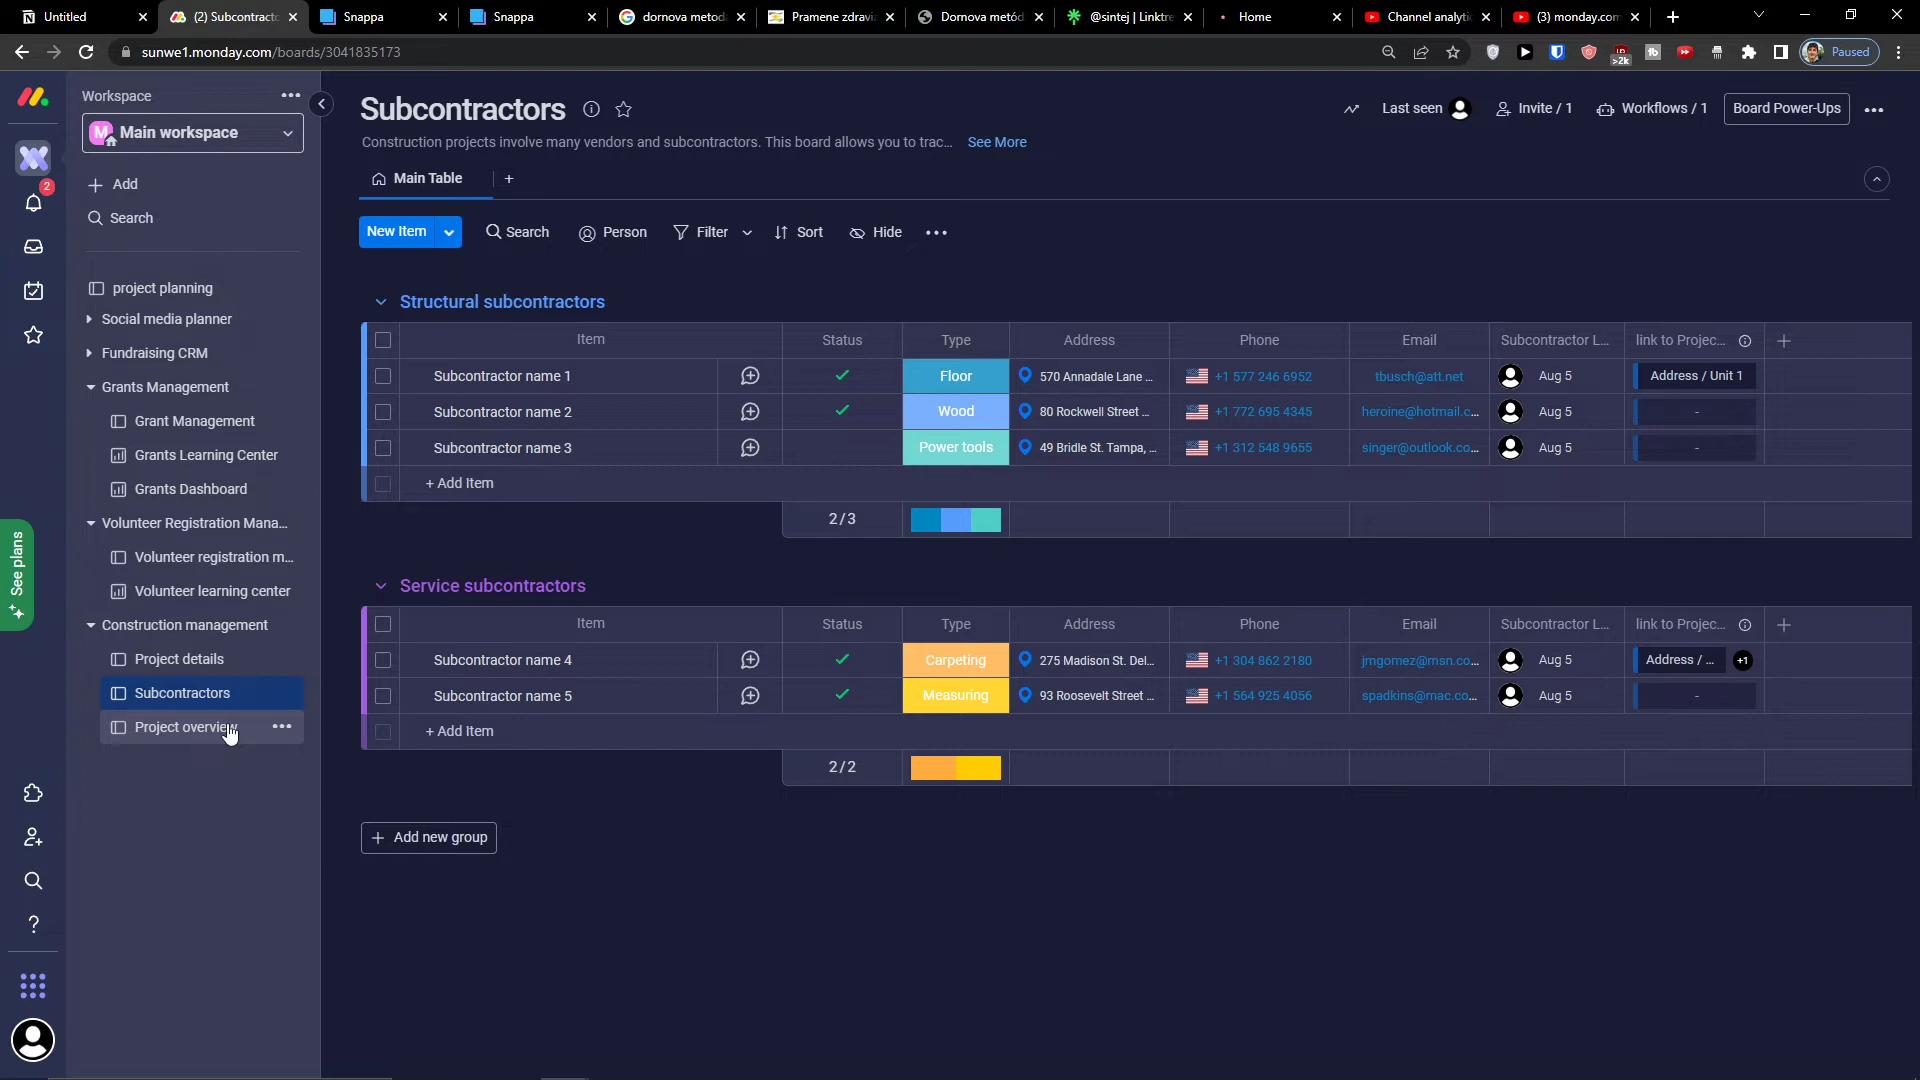 Untitled
(2) Subcontract
Snappa
Snappa
dornova metod
Pramene zdravia
Dornova metód
@sintej | Linktre
Home
Channel analyti
(3) monday.com
sunwe1.monday.com/boards/3041835173
>2k
Paused
Workspace
M Main workspace
2
Add
Search
project planning
Social media planner
Fundraising CRM
Grants Management
Grant Management
Grants Learning Center
Grants Dashboard
Volunteer Registration Mana...
Volunteer registration m...
Volunteer learning center
Construction management
Project details
Subcontractors
Project overview
See plans
Subcontractors
Last seen
Invite / 1
Workflows / 1
Board Power-Ups
Construction projects involve many vendors and subcontractors. This board allows you to trac... See More
Main Table
New Item
Search
Person
Filter
Sort
Hide
Structural subcontractors
Item Status Type Address Phone Email Subcontractor L... link to Projec...
Subcontractor name 1 Floor 570 Annadale Lane ... +1 577 246 6952 tbusch@att.net Aug 5 Address / Unit 1
Subcontractor name 2 Wood 80 Rockwell Street ... +1 772 695 4345 heroine@hotmail.c... Aug 5 -
Subcontractor name 3 Power tools 49 Bridle St. Tampa, ... +1 312 548 9655 singer@outlook.co... Aug 5 -
+ Add Item
2/3
Service subcontractors
Item Status Type Address Phone Email Subcontractor L... link to Projec...
Subcontractor name 4 Carpeting 275 Madison St. Del... +1 304 862 2180 jmgomez@msn.co... Aug 5 Address / ... +1
Subcontractor name 5 Measuring 93 Roosevelt Street ... +1 564 925 4056 spadkins@mac.co... Aug 5 -
+ Add Item
2/2
+ Add new group